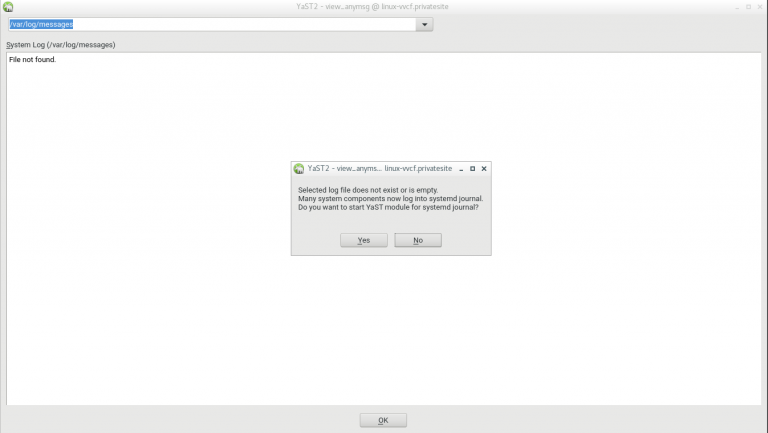 YaST2 - view_anymsg @ linux-vvcf.privatesite
/var/log/messages
System Log (/var/log/messages)
File not found.
YaST2 - view_anyms... linux-vvcf.privatesite
Selected log file does not exist or is empty.
Many system components now log into systemd journal.
Do you want to start YaST module for systemd journal?
Yes No
OK